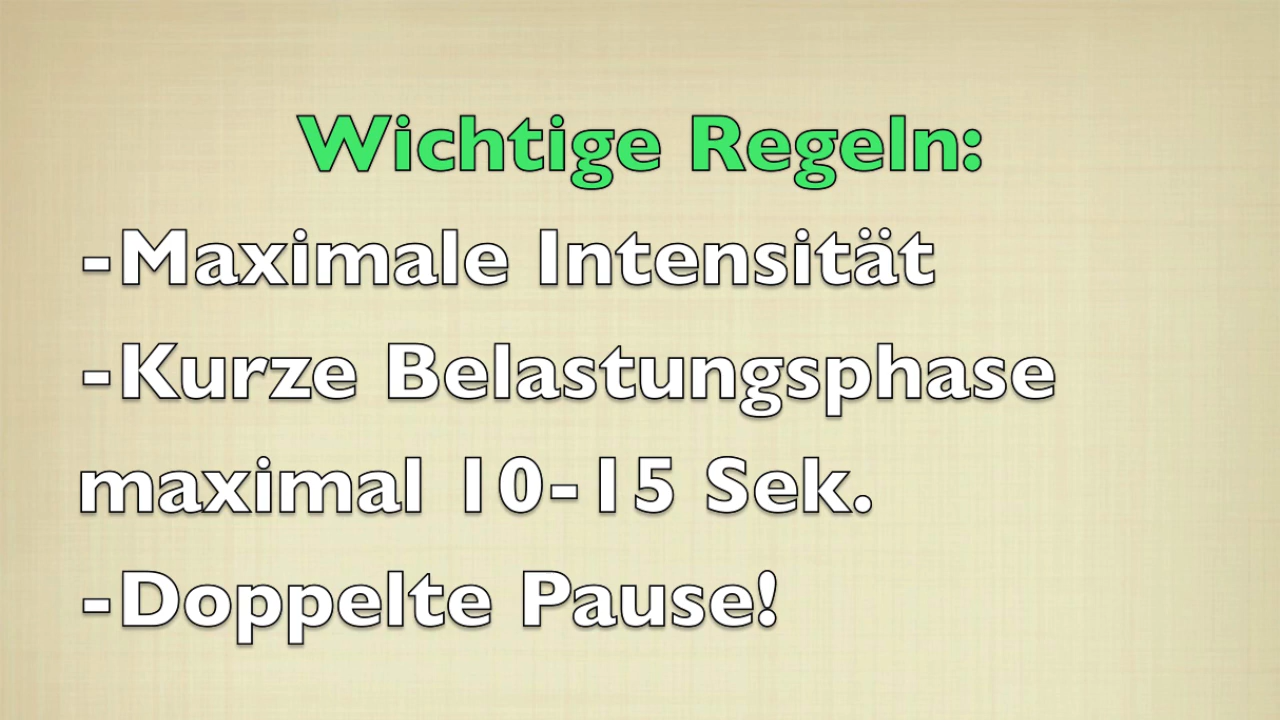 Wichtige Regeln:
-Maximale Intensität
-Kurze Belastungsphase
maximal 10-15 Sek.
-Doppelte Pause!